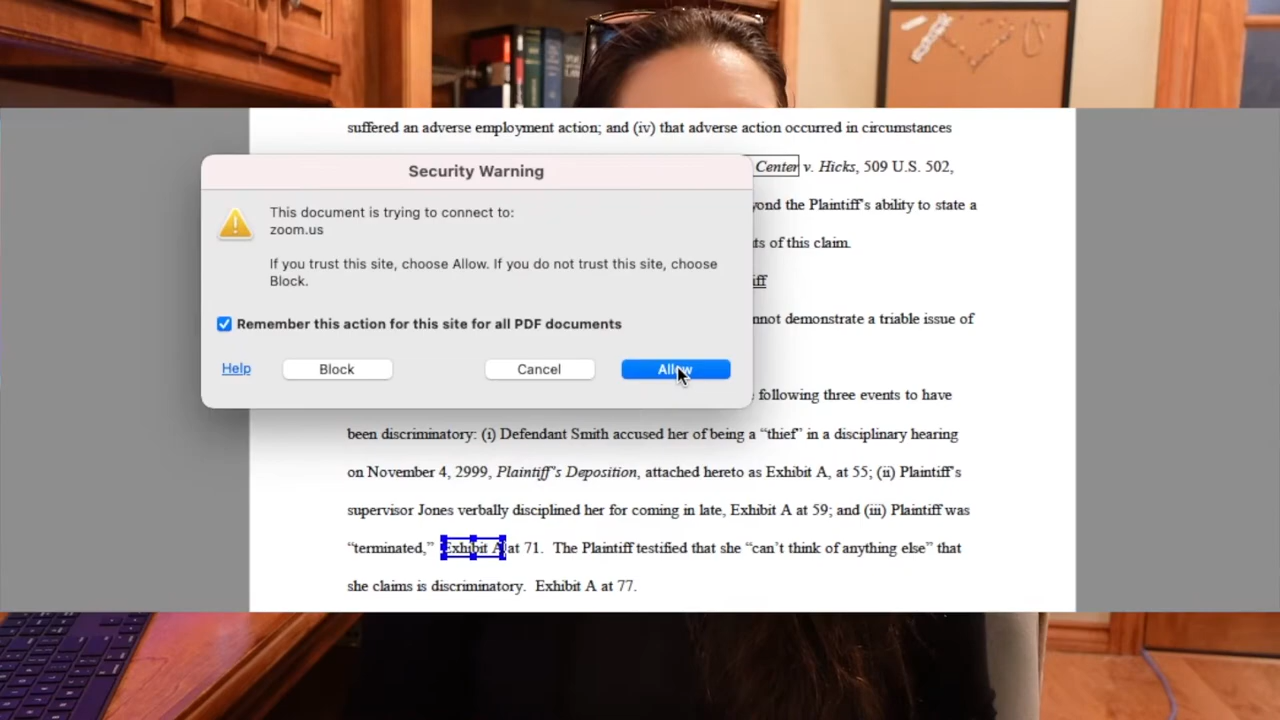 suffered an adverse employment action; and (iv) that adverse action occurred in circumstances
Security Warning
Center v. Hicks, 509 U.S. 502,
This document is trying to connect to:
zoom.us
the Plaintiff's ability to state a
of this claim.
If you trust this site, choose Allow. If you do not trust this site, choose
Block.
demonstrate a triable issue of
Remember this action for this site for all PDF documents
Help
Block
Cancel
Allow
following three events to have
been discriminatory: (i) Defendant Smith accused her of being a “thief” in a disciplinary hearing
on November 4, 2999, Plaintiff's Deposition, attached hereto as Exhibit A, at 55; (ii) Plaintiff's
supervisor Jones verbally disciplined her for coming in late, Exhibit A at 59; and (iii) Plaintiff was
“terminated,” Exhibit A at 71. The Plaintiff testified that she “can't think of anything else” that
she claims is discriminatory. Exhibit A at 77.